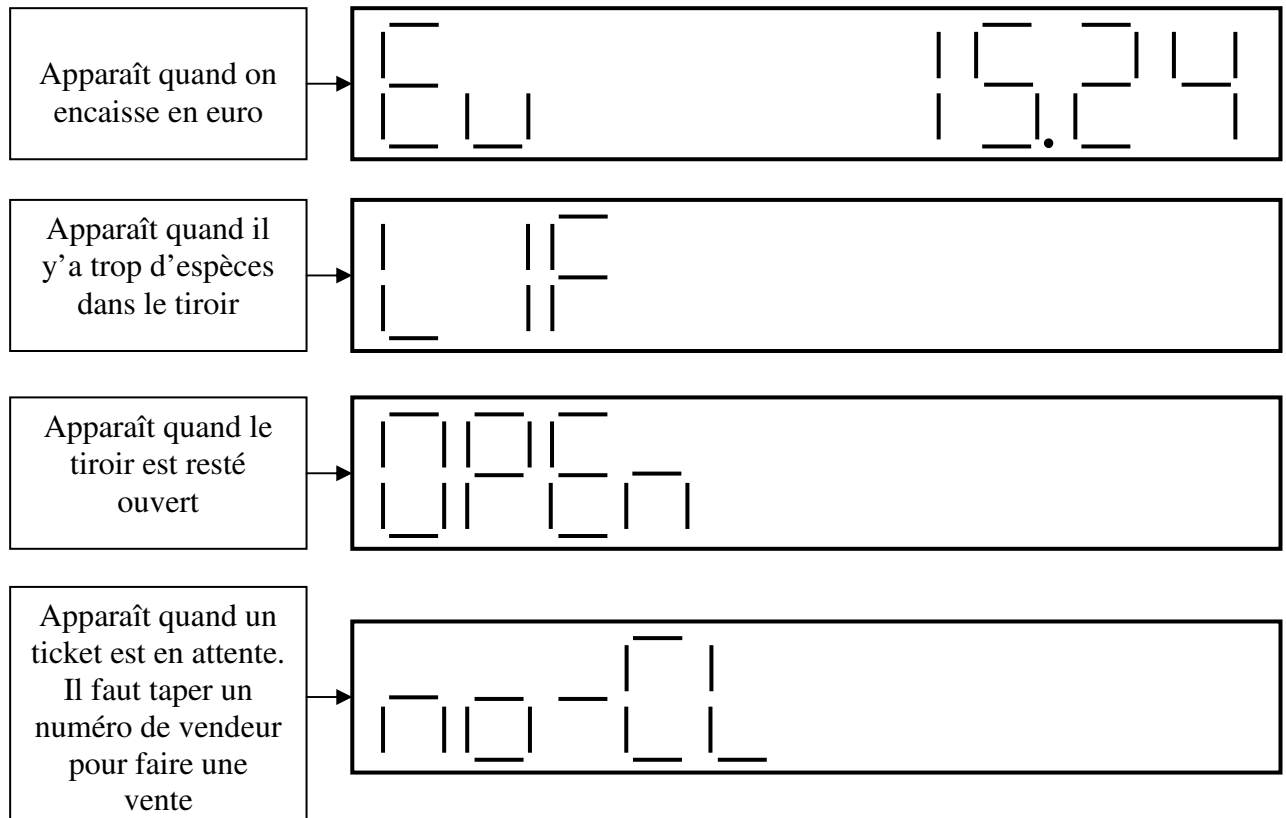 Apparaît quand on
encaisse en euro
Eu 15.24
Apparaît quand il
y’a trop d’espèces
dans le tiroir
L IF
Apparaît quand le
tiroir est resté
ouvert
OPEn
Apparaît quand un
ticket est en attente.
Il faut taper un
numéro de vendeur
pour faire une
vente
no-CL